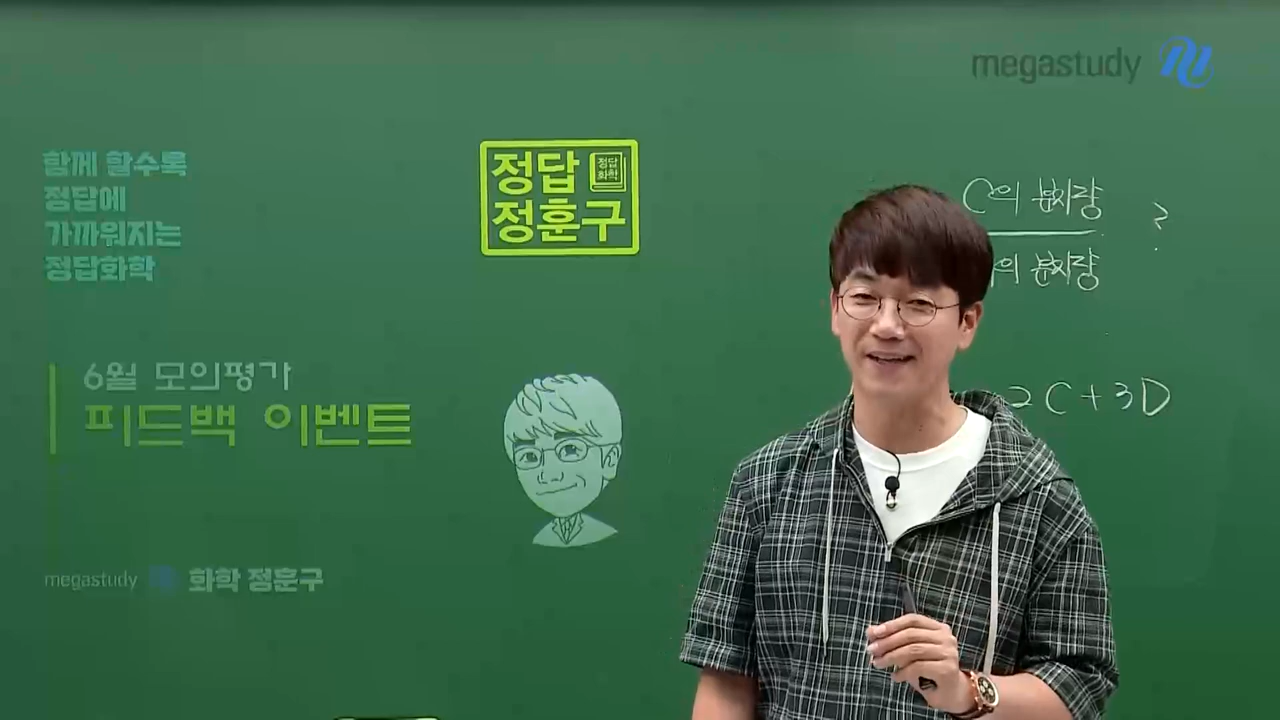 megastudy
함께 할수록
정답에
가까워지는
정답화학
정답
정답
화학
정훈구
C의 분자량
의 분자량
?
6월 모의평가
피드백 이벤트
2C+3D
megastudy 화학 정훈구